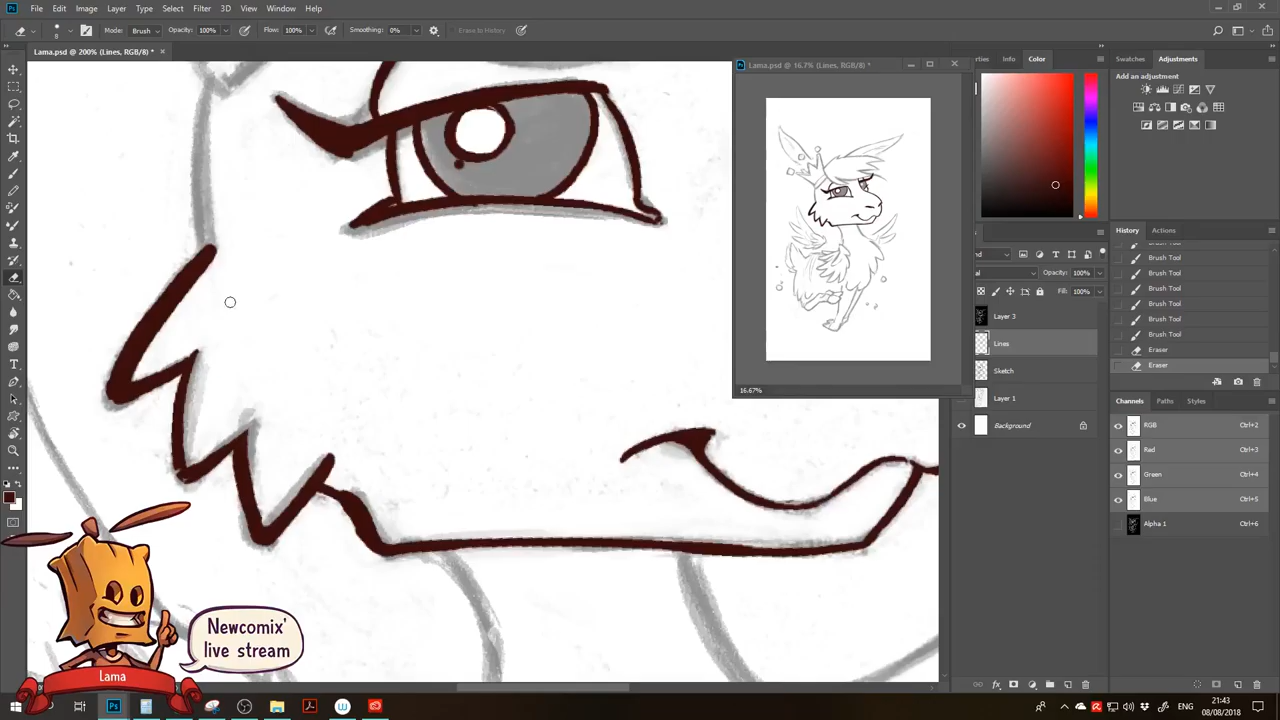 File Edit Image Layer Type Select Filter 3D View Window Help
Mode: Brush Opacity: 100% Flow: 100% Smoothing: 0% Erase to History
8
Lama.psd @ 200% (Lines, RGB/8) *
Lama.psd @ 16.7% (Lines, RGB/8) *
16.67%
Info Color
Swatches Adjustments
Add an adjustment
History Actions
Brush Tool
Brush Tool
Brush Tool
Brush Tool
Brush Tool
Brush Tool
Eraser
Eraser
Opacity: 100%
Fill: 100%
Layer 3
Lines
Sketch
Layer 1
Background
Channels Paths Styles
RGB Ctrl+2
Red Ctrl+3
Green Ctrl+4
Blue Ctrl+5
Alpha 1 Ctrl+6
Newcomix'
live stream
Lama
21:43
08/08/2018